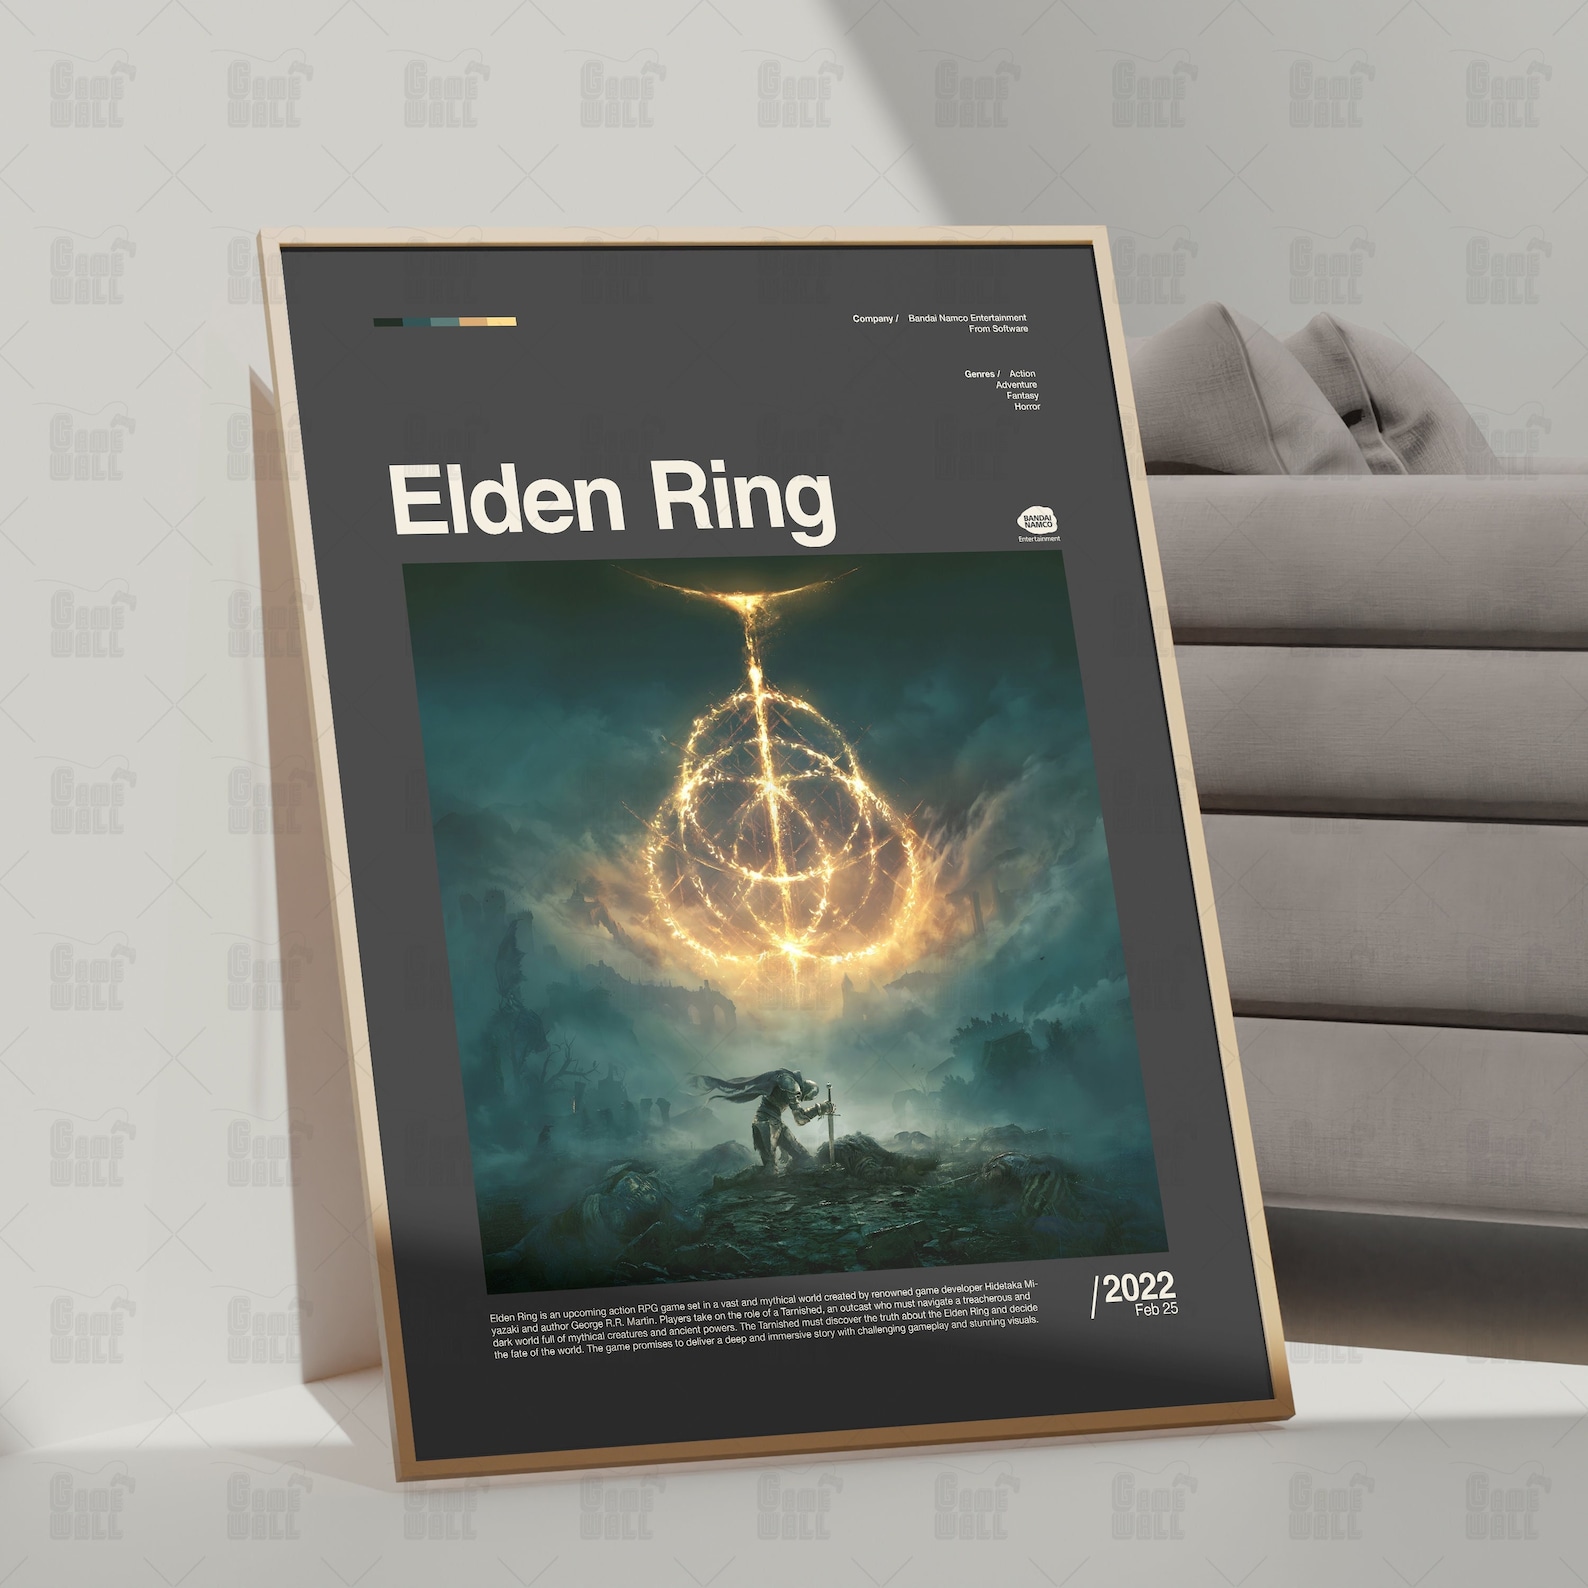 Company / Bandai Namco Entertainment
From Software
Genres / Action
Adventure
Fantasy
Horror
Elden Ring
BANDAI
NAMCO
Entertainment
Elden Ring is an upcoming action RPG game set in a vast and mythical world created by renowned game developer Hidetaka Mi-
yazaki and author George R.R. Martin. Players take on the role of a Tarnished, an outcast who must navigate a treacherous and
dark world full of mythical creatures and ancient powers. The Tarnished must discover the truth about the Elden Ring and decide
the fate of the world. The game promises to deliver a deep and immersive story with challenging gameplay and stunning visuals.
/2022
Feb 25
GAME
WALL